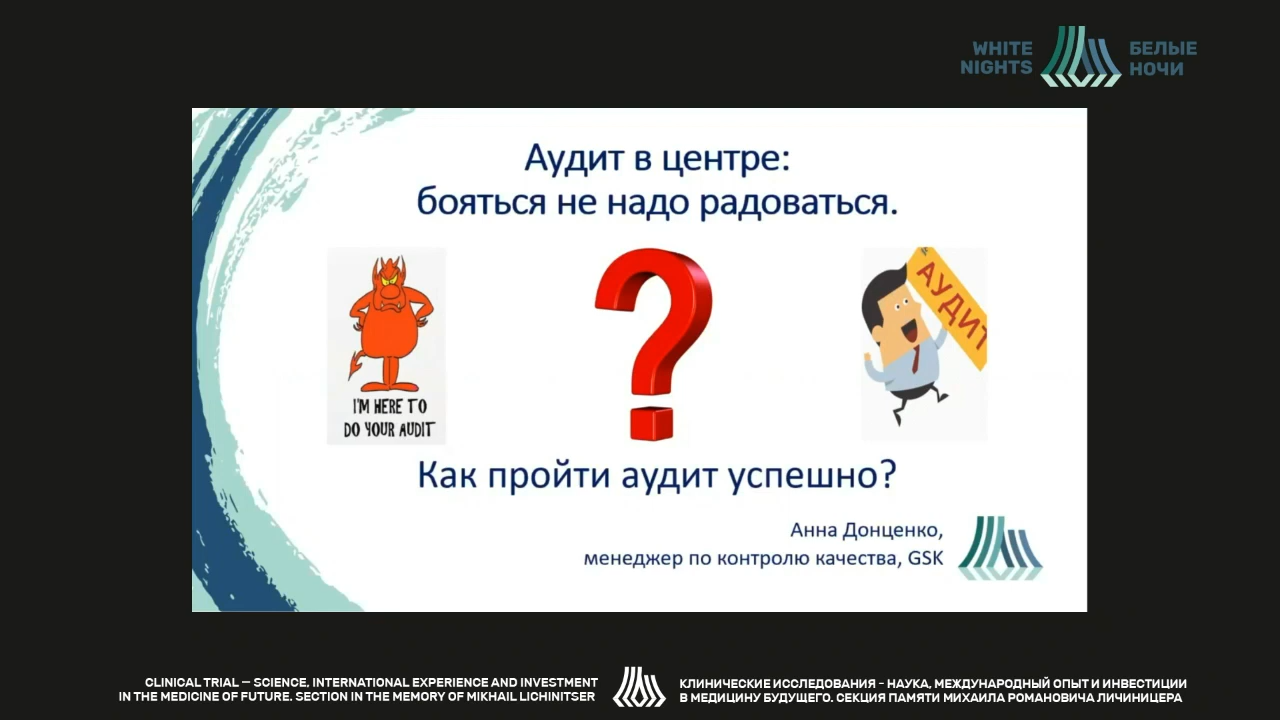 WHITE
NIGHTS
БЕЛЫЕ
НОЧИ
Аудит в центре:
бояться не надо радоваться.
I'M HERE TO
DO YOUR AUDIT
АУДИТ
Как пройти аудит успешно?
Анна Донценко,
менеджер по контролю качества, GSK
CLINICAL TRIAL – SCIENCE, INTERNATIONAL EXPERIENCE AND INVESTMENT
IN THE MEDICINE OF FUTURE. SECTION IN THE MEMORY OF MIKHAIL LICHINITSER
КЛИНИЧЕСКИЕ ИССЛЕДОВАНИЯ - НАУКА, МЕЖДУНАРОДНЫЙ ОПЫТ И ИНВЕСТИЦИИ
В МЕДИЦИНУ БУДУЩЕГО. СЕКЦИЯ ПАМЯТИ МИХАИЛА РОМАНОВИЧА ЛИЧИНИЦЕРА